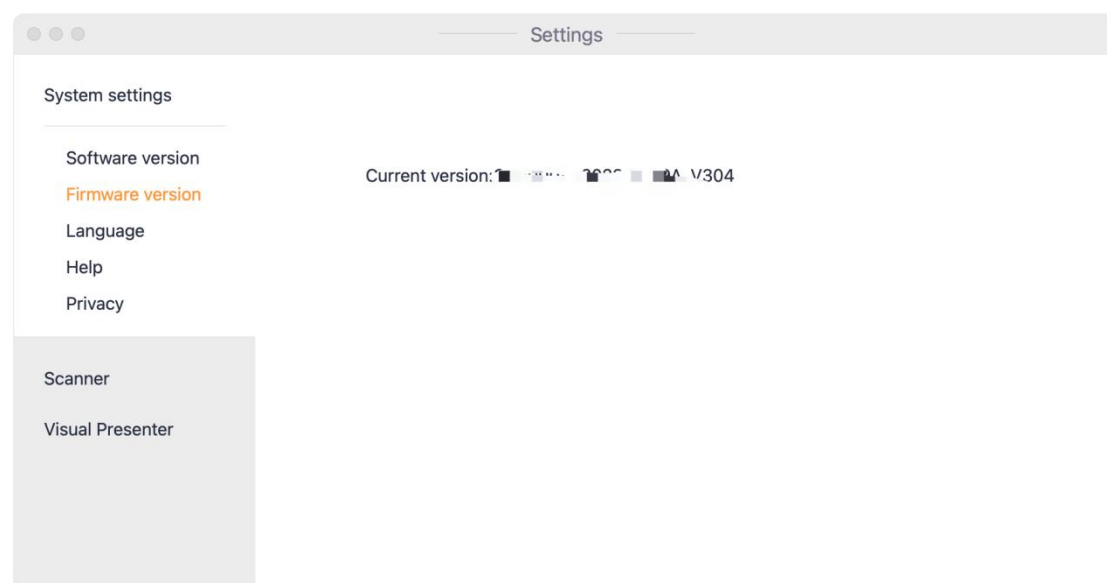 Settings
System settings
Software version
Firmware version
Language
Help
Privacy
Scanner
Visual Presenter
Current version: V304